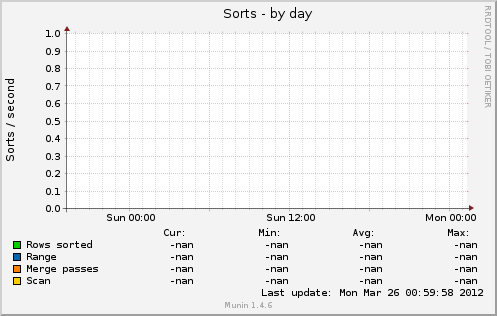 Sorts - by day
RRDTOOL / TOBI OETIKER
Sorts / second
1.0
0.9
0.8
0.7
0.6
0.5
0.4
0.3
0.2
0.1
0.0
Sun 00:00 Sun 12:00 Mon 00:00
Cur: Min: Avg: Max:
Rows sorted -nan -nan -nan -nan
Range -nan -nan -nan -nan
Merge passes -nan -nan -nan -nan
Scan -nan -nan -nan -nan
Last update: Mon Mar 26 00:59:58 2012
Munin 1.4.6